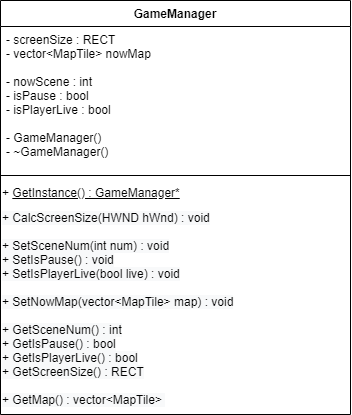 GameManager
- screenSize : RECT
- vector<MapTile> nowMap
- nowScene : int
- isPause : bool
- isPlayerLive : bool
- GameManager()
- ~GameManager()
+ GetInstance() : GameManager*
+ CalcScreenSize(HWND hWnd) : void
+ SetSceneNum(int num) : void
+ SetIsPause() : void
+ SetIsPlayerLive(bool live) : void
+ SetNowMap(vector<MapTile> map) : void
+ GetSceneNum() : int
+ GetIsPause() : bool
+ GetIsPlayerLive() : bool
+ GetScreenSize() : RECT
+ GetMap() : vector<MapTile>